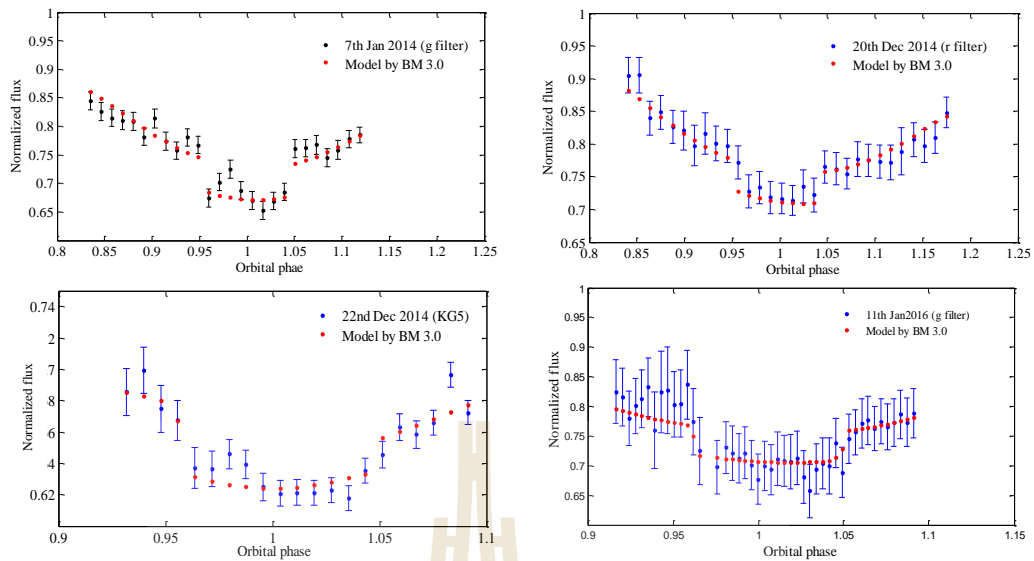 1
0.95
0.9
0.85
0.8
0.75
0.7
0.65
Normalized flux
7th Jan 2014 (g filter)
Model by BM 3.0
0.8 0.85 0.9 0.95 1 1.05 1.1 1.15 1.2 1.25
Orbital phae
1
0.95
0.9
0.85
0.8
0.75
0.7
0.65
Normalized flux
20th Dec 2014 (r filter)
Model by BM 3.0
0.8 0.85 0.9 0.95 1 1.05 1.1 1.15 1.2 1.25
Orbital phase
0.74
2
.7
8
6
4
0.62
Normalized flux
22nd Dec 2014 (KG5)
Model by BM 3.0
0.9 0.95 1 1.05 1.1
Orbital phase
1
0.95
0.9
0.85
0.8
0.75
0.7
0.65
Normalized flux
11th Jan2016 (g filter)
Model by BM 3.0
0.9 0.95 1 1.05 1.1 1.15
Orbital phase